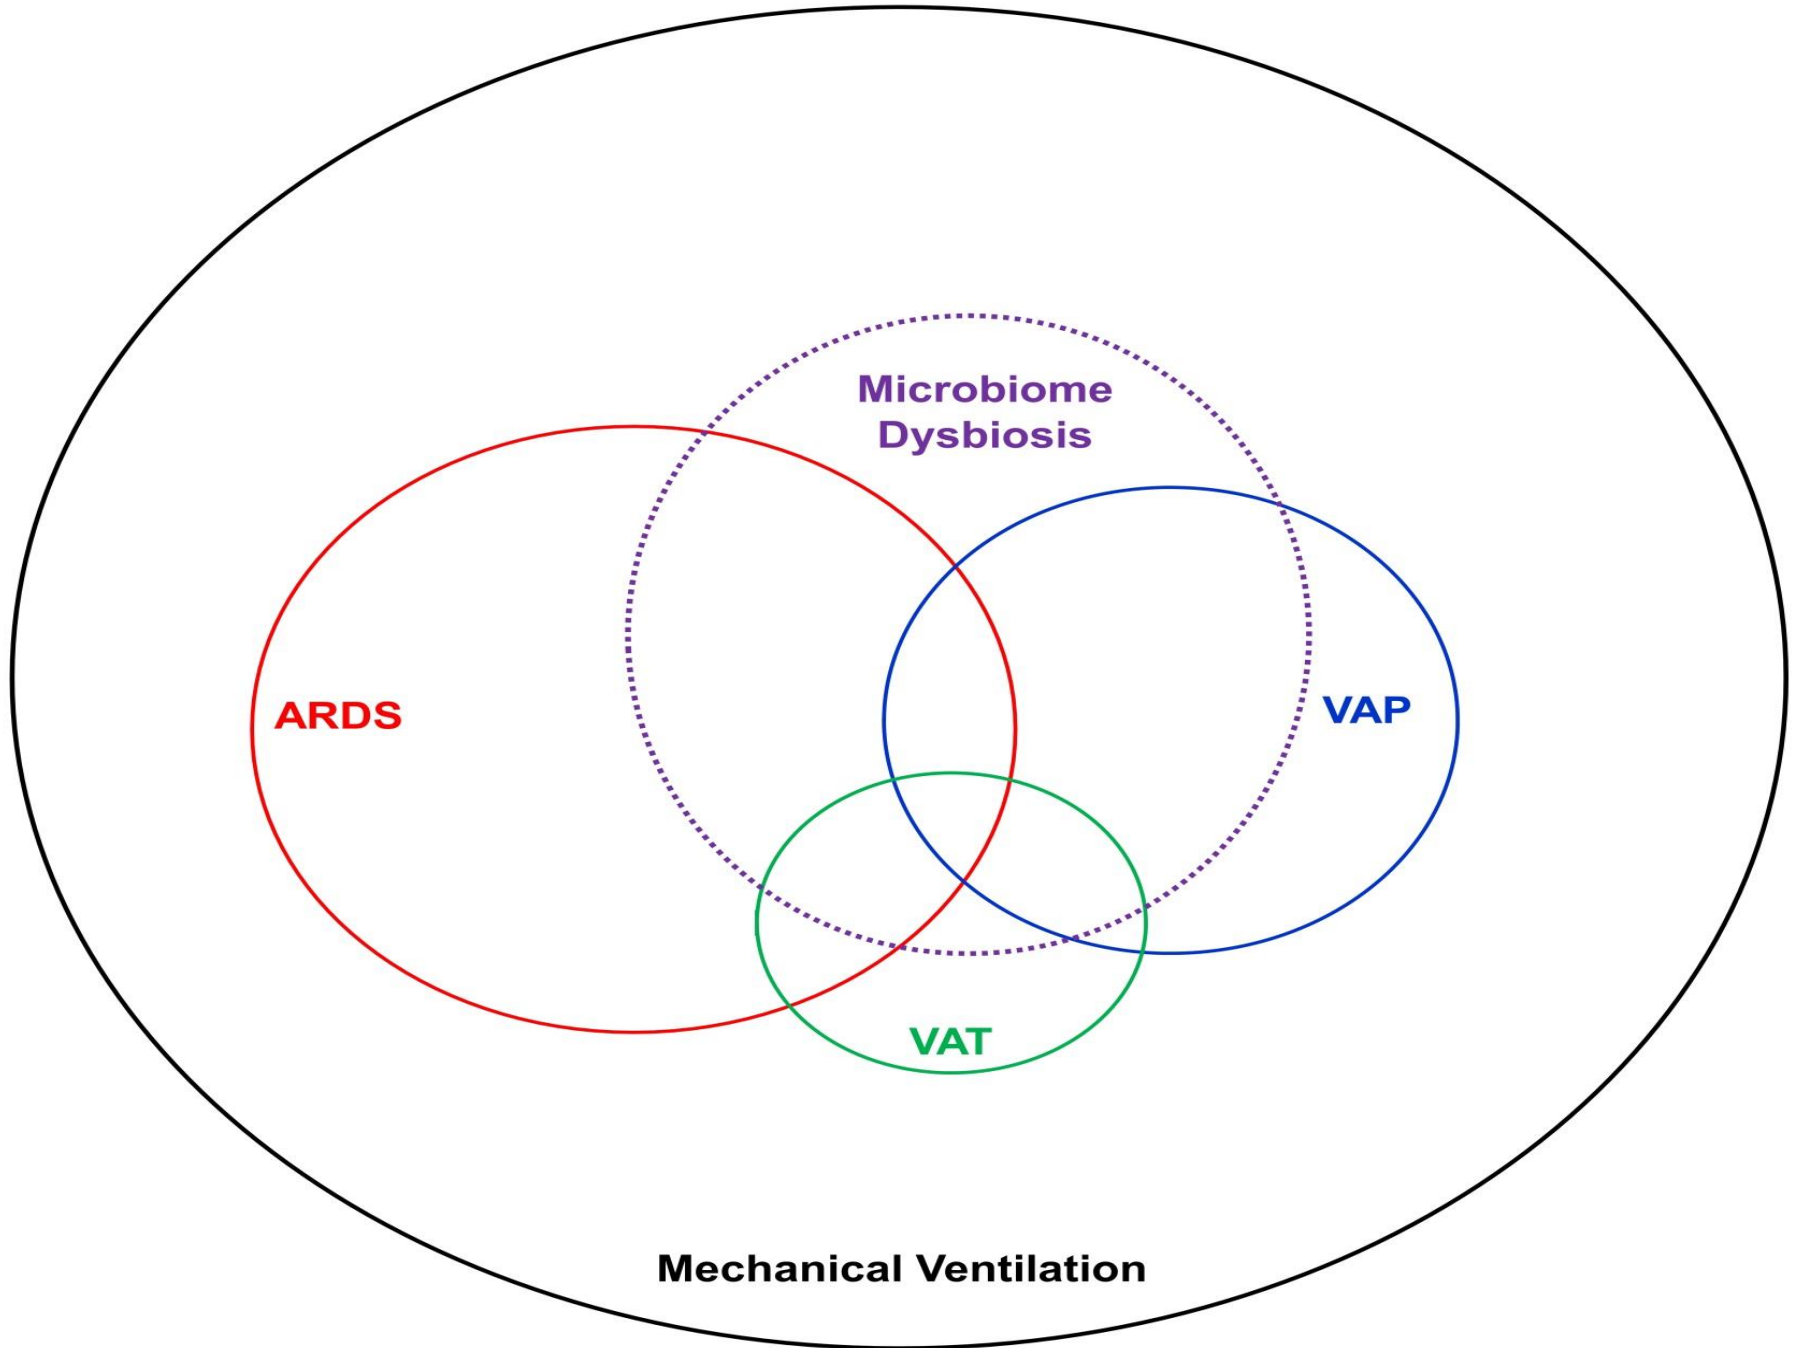 Microbiome
Dysbiosis
ARDS
VAP
VAT
Mechanical Ventilation